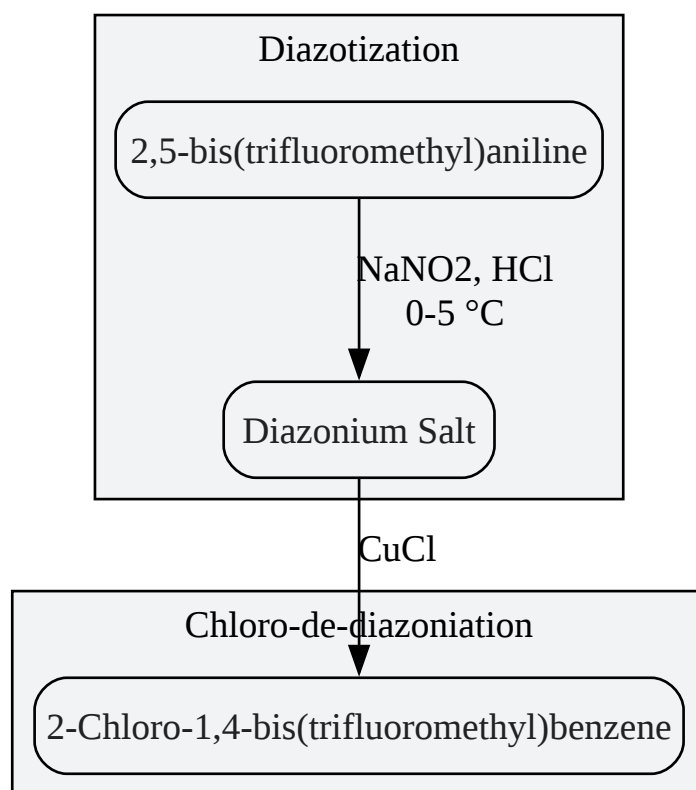 Diazotization
2,5-bis(trifluoromethyl)aniline
NaNO2, HCl
0-5 °C
Diazonium Salt
CuCl
Chloro-de-diazoniation
2-Chloro-1,4-bis(trifluoromethyl)benzene